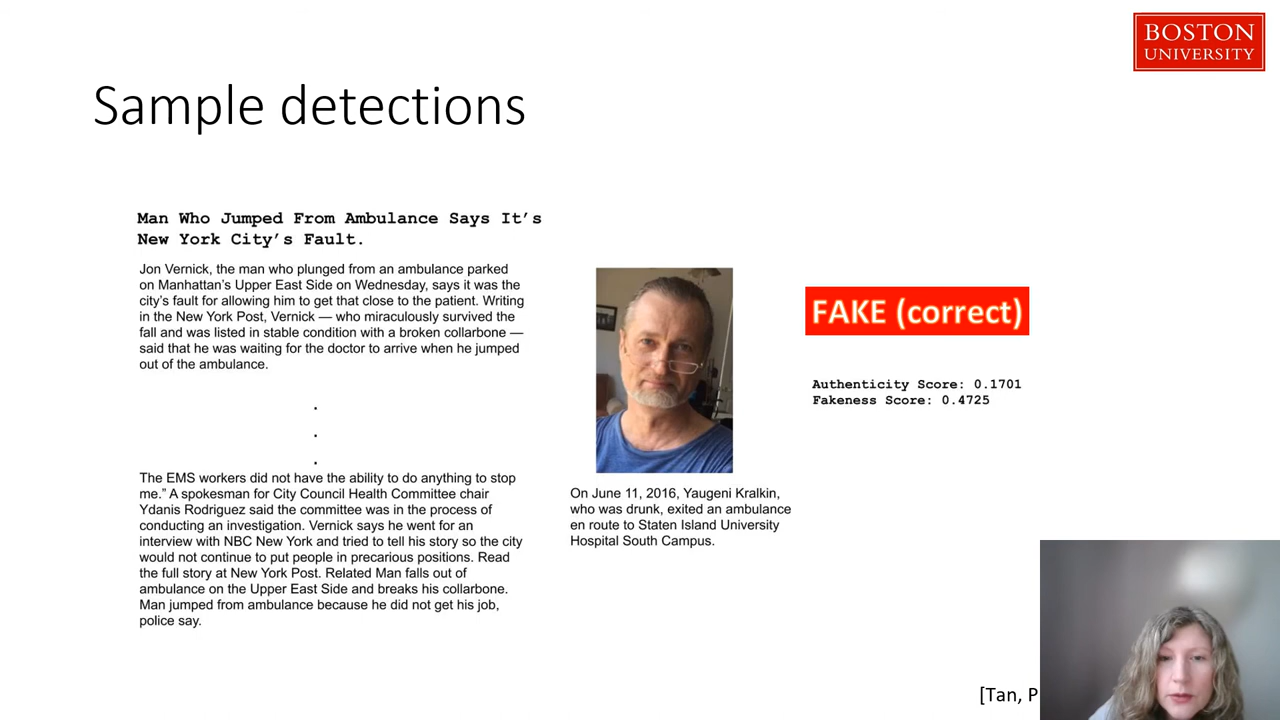 BOSTON
UNIVERSITY
Sample detections
Man Who Jumped From Ambulance Says It’s
New York City’s Fault.
Jon Vernick, the man who plunged from an ambulance parked
on Manhattan’s Upper East Side on Wednesday, says it was the
city’s fault for allowing him to get that close to the patient. Writing
in the New York Post, Vernick — who miraculously survived the
fall and was listed in stable condition with a broken collarbone —
said that he was waiting for the doctor to arrive when he jumped
out of the ambulance.
.
.
.
The EMS workers did not have the ability to do anything to stop
me.” A spokesman for City Council Health Committee chair
Ydanis Rodriguez said the committee was in the process of
conducting an investigation. Vernick says he went for an
interview with NBC New York and tried to tell his story so the city
would not continue to put people in precarious positions. Read
the full story at New York Post. Related Man falls out of
ambulance on the Upper East Side and breaks his collarbone.
Man jumped from ambulance because he did not get his job,
police say.
On June 11, 2016, Yaugeni Kralkin,
who was drunk, exited an ambulance
en route to Staten Island University
Hospital South Campus.
FAKE (correct)
Authenticity Score: 0.1701
Fakeness Score: 0.4725
[Tan, P